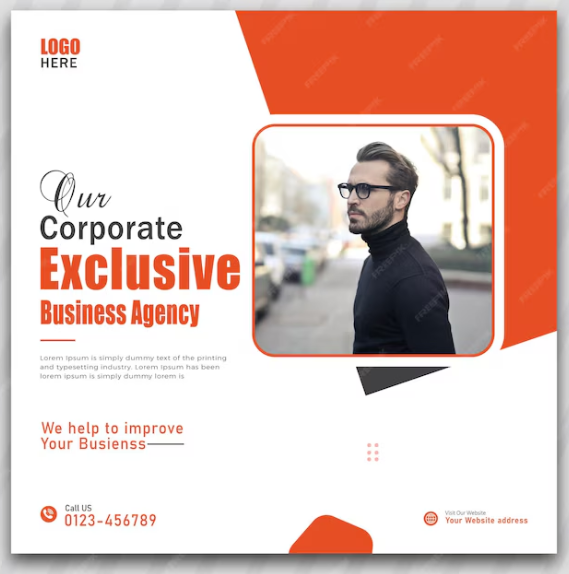 LOGO
HERE
Our
Corporate
Exclusive
Business Agency
Lorem Ipsum is simply dummy text of the printing
and typesetting industry. Lorem Ipsum has been
lorem Ipsum is simply dummy lorem is
We help to improve
Your Busienss
Call US
0123-456789
Visit Our Website
Your Website address